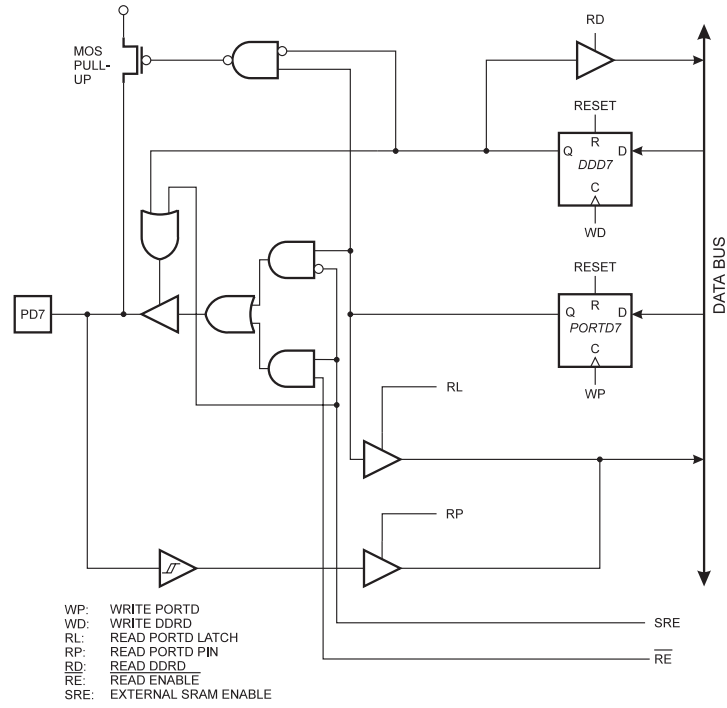 RD
MOS
PULL-
UP
RESET
R
Q
D
DDD7
C
WD
RESET
R
Q
D
PORTD7
C
WP
PD7
DATA BUS
RL
RP
WP: WRITE PORTD
WD: WRITE DDRD
RL: READ PORTD LATCH
RP: READ PORTD PIN
RD: READ DDRD
RE: READ ENABLE
SRE: EXTERNAL SRAM ENABLE
SRE
RE